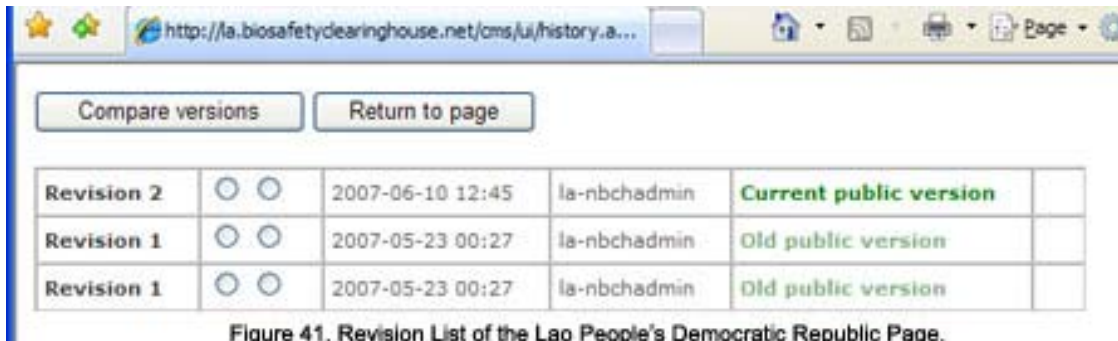 http://la.biosafetyclearinghouse.net/cms/ui/history.a... Page
Compare versions Return to page
Revision 2 2007-06-10 12:45 la-nbchadmin Current public version
Revision 1 2007-05-23 00:27 la-nbchadmin Old public version
Revision 1 2007-05-23 00:27 la-nbchadmin Old public version
Figure 41. Revision List of the Lao People's Democratic Republic Page.